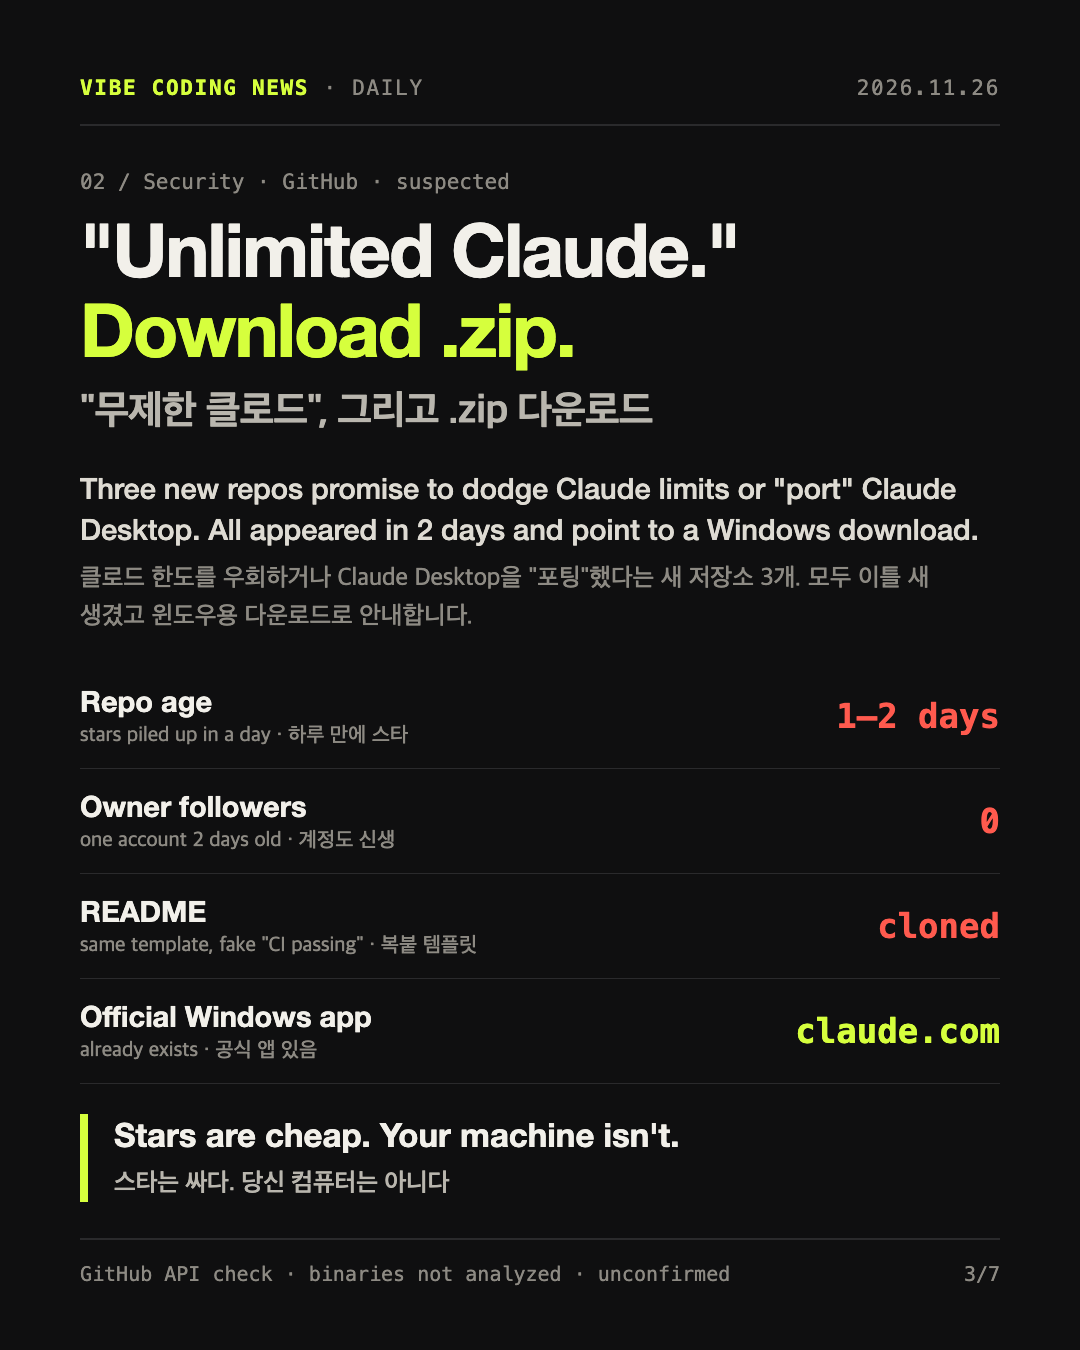 VIBE CODING NEWS · DAILY
2026.11.26
02 / Security · GitHub · suspected
"Unlimited Claude."
Download .zip.
"무제한 클로드", 그리고 .zip 다운로드
Three new repos promise to dodge Claude limits or "port" Claude
Desktop. All appeared in 2 days and point to a Windows download.
클로드 한도를 우회하거나 Claude Desktop을 "포팅"했다는 새 저장소 3개. 모두 이틀 새
생겼고 윈도우용 다운로드로 안내합니다.
Repo age
stars piled up in a day · 하루 만에 스타
1–2 days
Owner followers
one account 2 days old · 계정도 신생
0
README
same template, fake "CI passing" · 복붙 템플릿
cloned
Official Windows app
already exists · 공식 앱 있음
claude.com
Stars are cheap. Your machine isn't.
스타는 싸다. 당신 컴퓨터는 아니다
GitHub API check · binaries not analyzed · unconfirmed
3/7